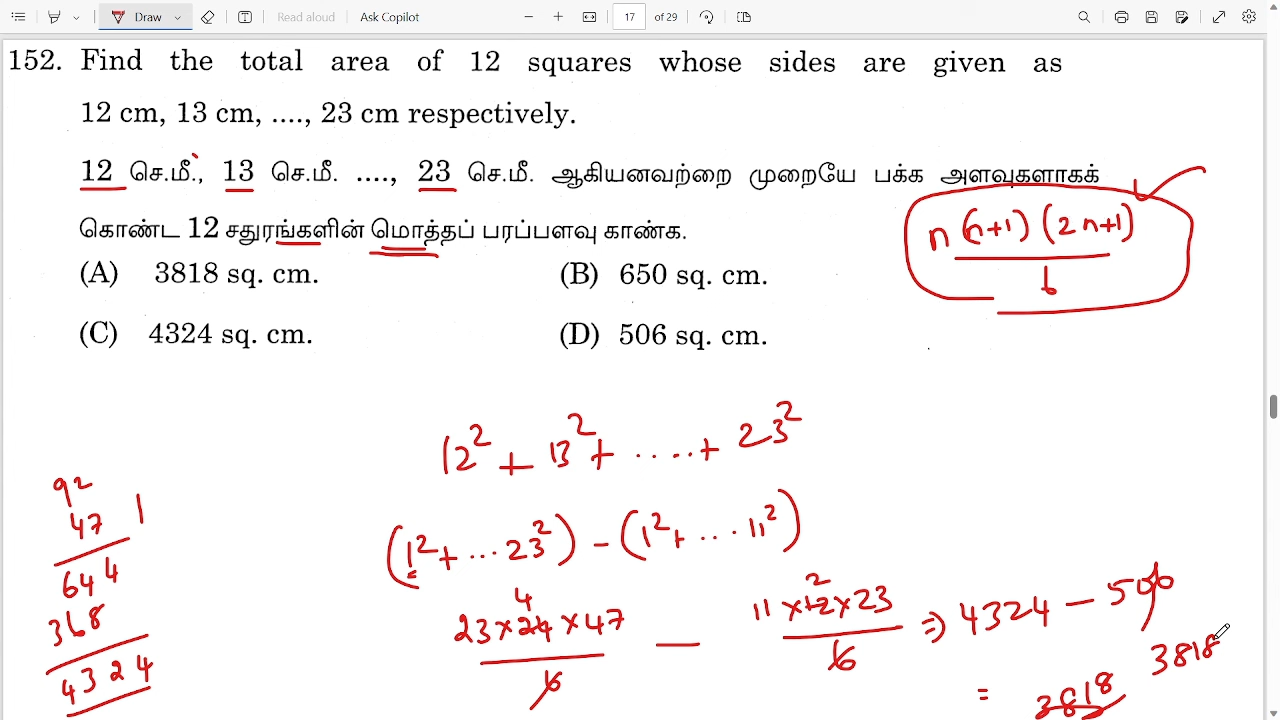 Draw
Read aloud
Ask Copilot
17 of 29
152. Find the total area of 12 squares whose sides are given as
12 cm, 13 cm, ...., 23 cm respectively.
12 செ.மீ., 13 செ.மீ. ...., 23 செ.மீ. ஆகியனவற்றை முறையே பக்க அளவுகளாகக்
கொண்ட 12 சதுரங்களின் மொத்தப் பரப்பளவு காண்க.
n (n+1) (2n+1)
6
(A) 3818 sq. cm. (B) 650 sq. cm.
(C) 4324 sq. cm. (D) 506 sq. cm.
12² + 13² + ..... + 23²
(1² + ... 23²) - (1² + ... 11²)
23 × 24 × 47 — 11 × 12 × 23 ⇒ 4324 — 506
4 2
6 6
3818
= 3818
92
47 1
644
368
4324